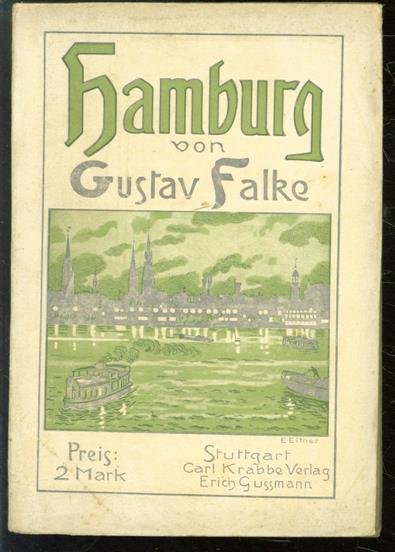 Hamburg
von
Gustav Falke
E. Eitner
Preis:
2 Mark
Stuttgart
Carl Krabbe Verlag
Erich Gussmann